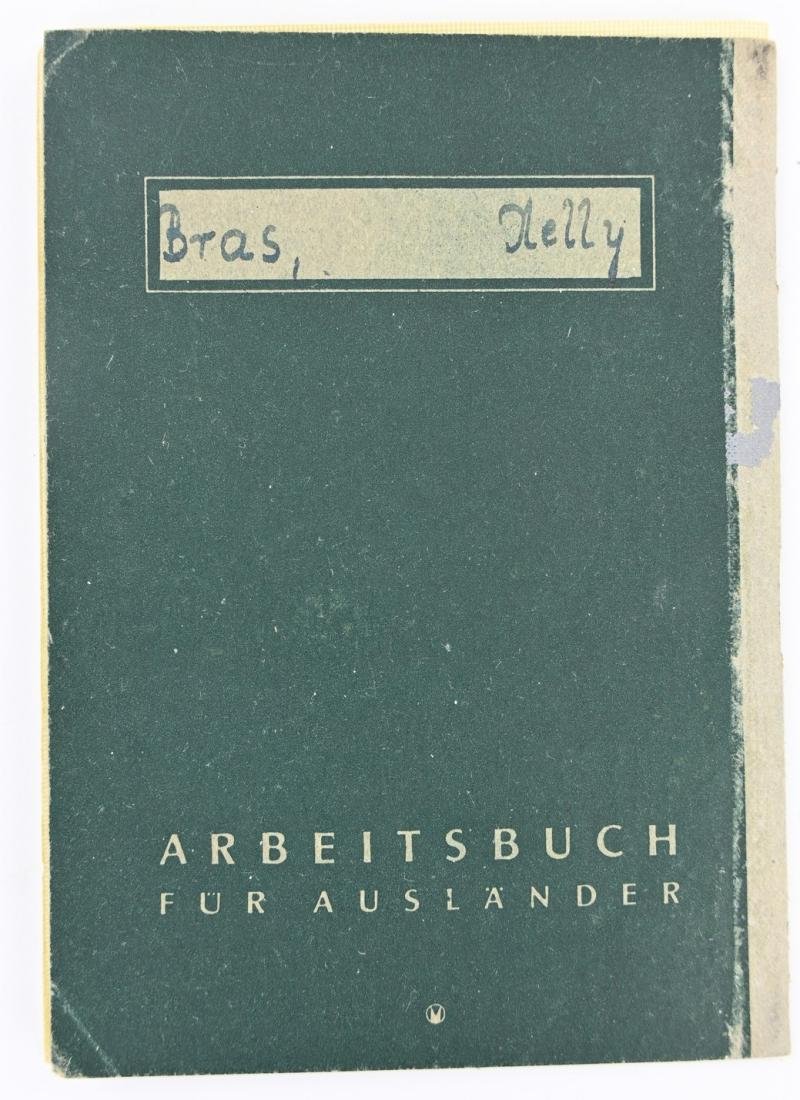 Bras, Nelly
ARBEITSBUCH
FÜR AUSLÄNDER